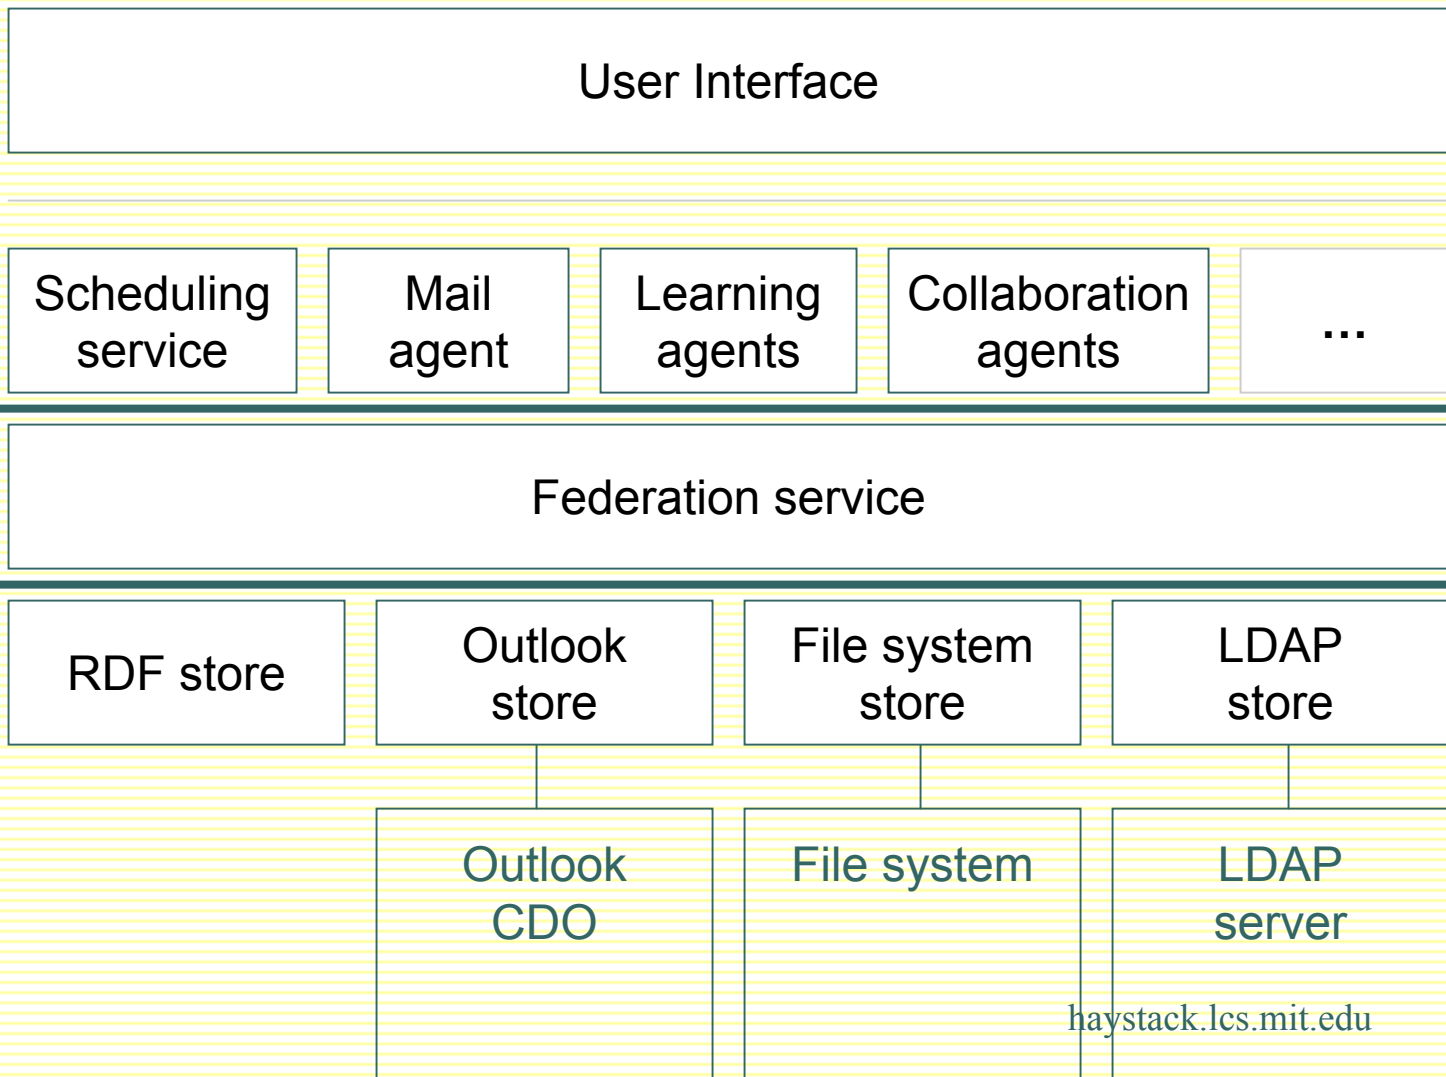 User Interface
Scheduling
service
Mail
agent
Learning
agents
Collaboration
agents
...
Federation service
RDF store
Outlook
store
File system
store
LDAP
store
Outlook
CDO
File system
LDAP
server
haystack.lcs.mit.edu